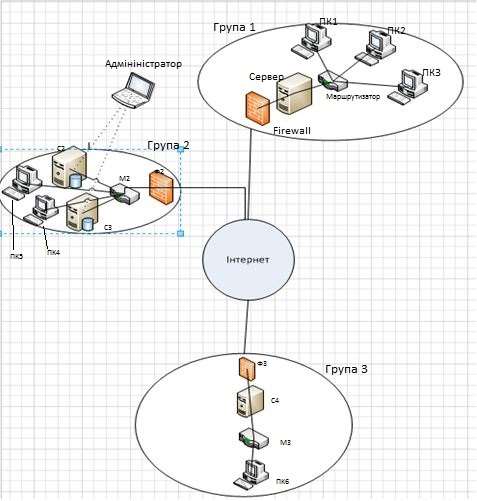 Група 1
ПК1
ПК2
ПК3
Сервер
Маршрутизатор
Firewall
Адмініністратор
Група 2
С2
М2
Ф2
С3
ПК5
ПК4
Інтернет
Група 3
Ф3
С4
М3
ПК6